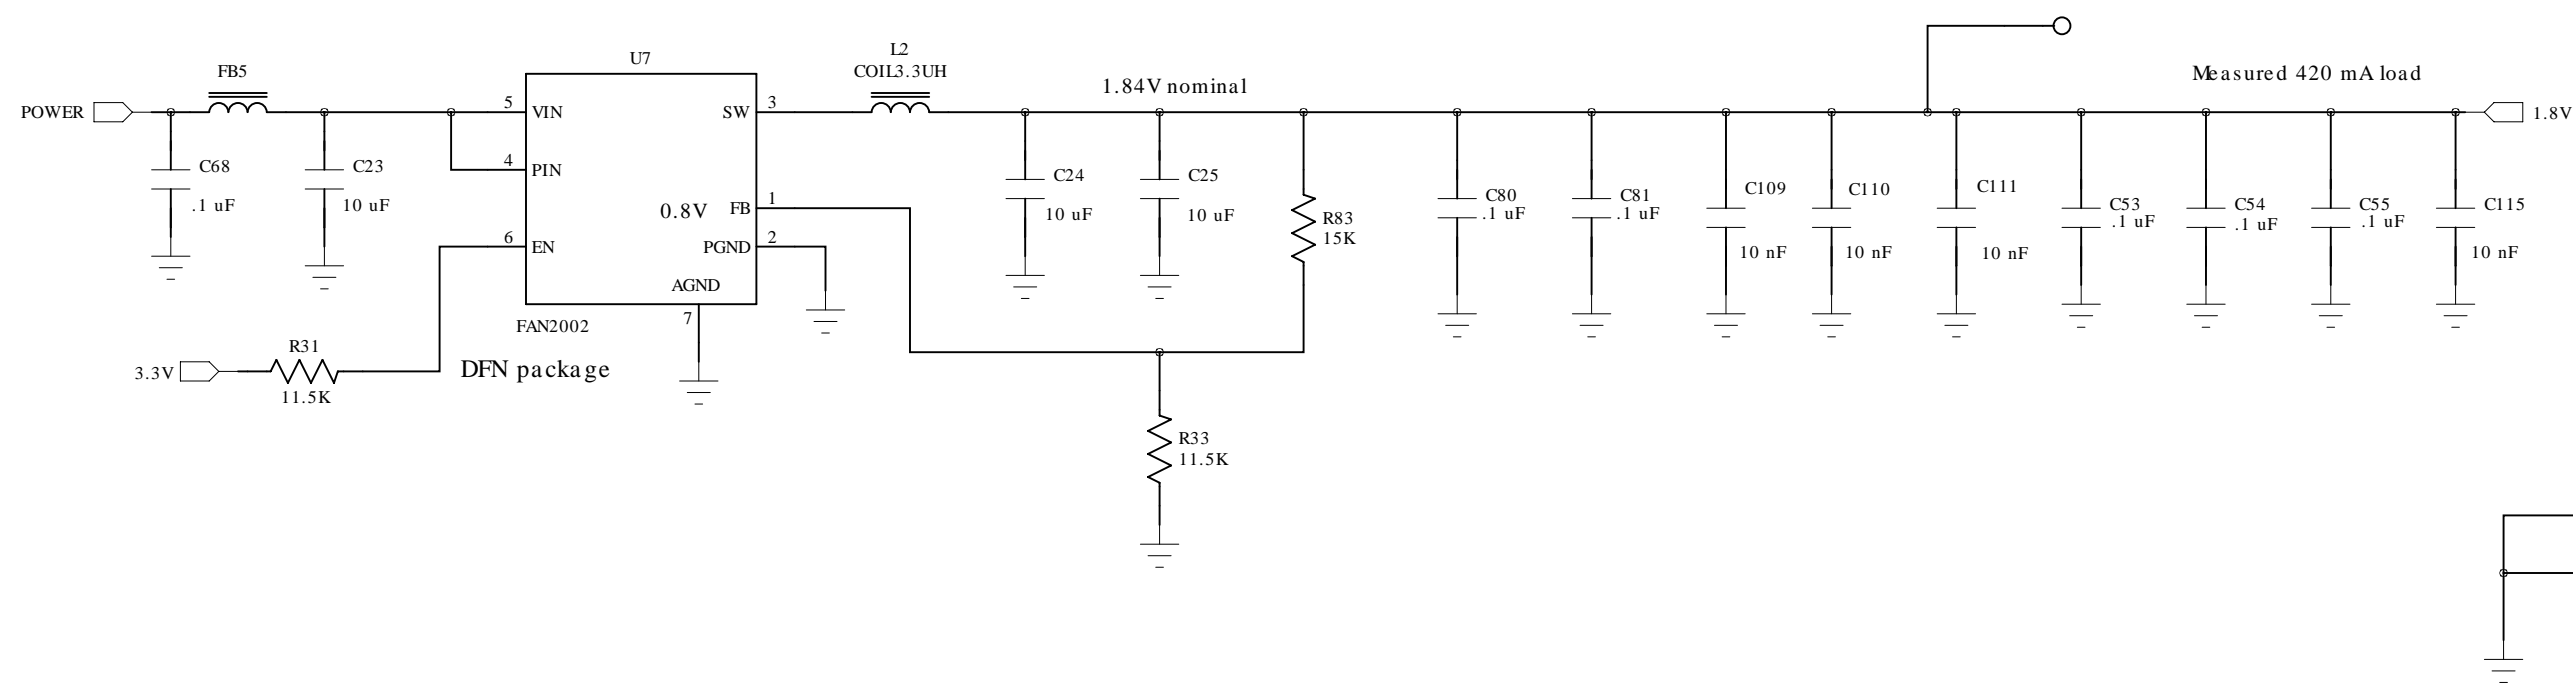 L2
COIL3.3UH
U7
FB5
Measured 420 mA load
1.84V nominal
POWER
5
VIN
SW
3
1.8V
4
PIN
C68
.1 uF
C23
10 uF
0.8V
FB
1
C24
10 uF
C25
10 uF
R83
15K
C80
.1 uF
C81
.1 uF
C109
10 nF
C110
10 nF
C111
10 nF
C53
.1 uF
C54
.1 uF
C55
.1 uF
C115
10 nF
6
EN
PGND
2
AGND
7
FAN2002
DFN package
R31
11.5K
3.3V
R33
11.5K